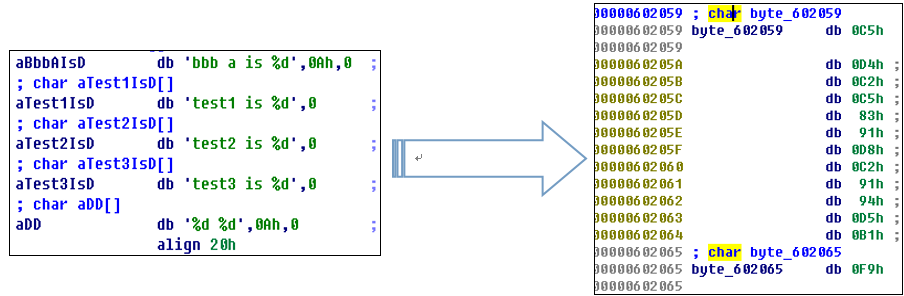 aBbbAIsD db 'bbb a is %d',0Ah,0 ;
; char aTest1IsD[]
aTest1IsD db 'test1 is %d',0 ;
; char aTest2IsD[]
aTest2IsD db 'test2 is %d',0 ;
; char aTest3IsD[]
aTest3IsD db 'test3 is %d',0 ;
; char aDD[]
aDD db '%d %d',0Ah,0 ;
align 20h
↵
00000602059 ; char byte_602059
00000602059 byte_602059 db 0C5h
00000602059
0000060205A db 0D4h ;
0000060205B db 0C2h ;
0000060205C db 0C5h ;
0000060205D db 83h ;
0000060205E db 91h ;
0000060205F db 0D8h ;
00000602060 db 0C2h ;
00000602061 db 91h ;
00000602062 db 94h ;
00000602063 db 0D5h ;
00000602064 db 0B1h ;
00000602065 ; char byte_602065
00000602065 byte_602065 db 0F9h
00000602065